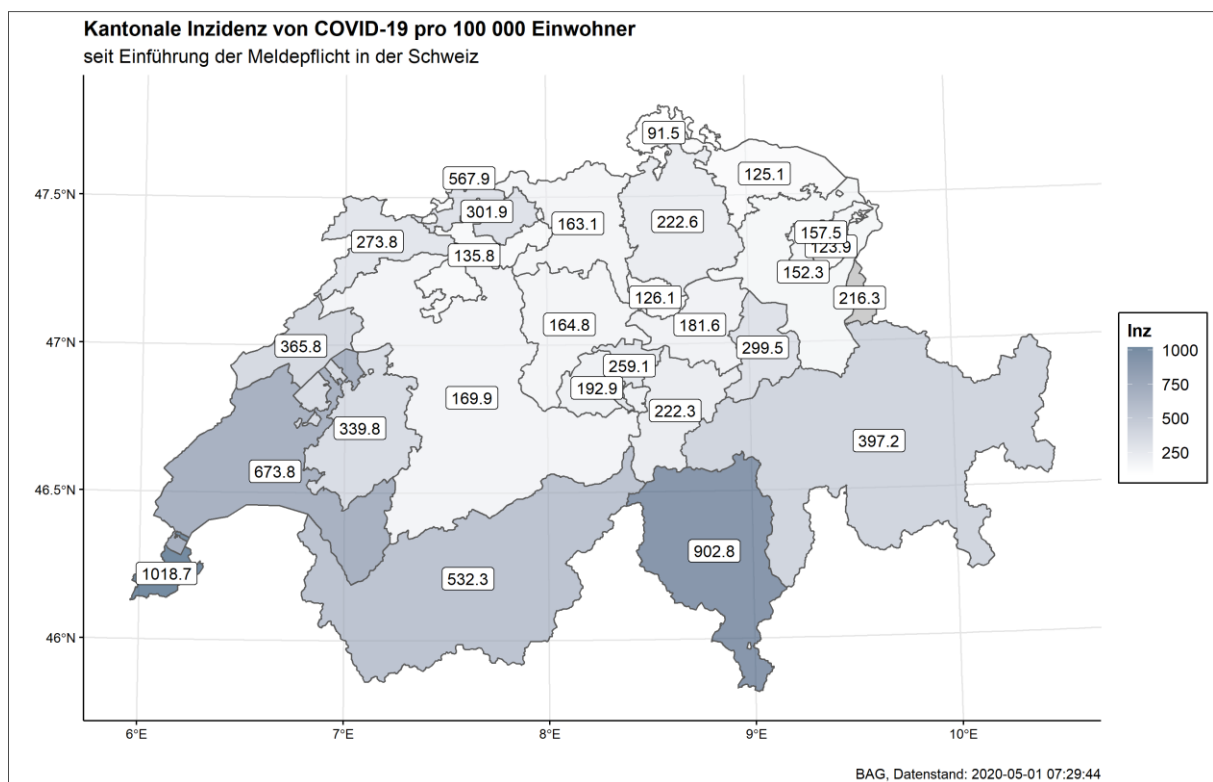 Kantonale Inzidenz von COVID-19 pro 100 000 Einwohner
seit Einführung der Meldepflicht in der Schweiz
91.5
567.9
125.1
301.9
163.1
222.6
157.5
273.8
123.9
135.8
152.3
126.1
216.3
164.8
181.6
365.8
299.5
259.1
192.9
169.9
222.3
339.8
397.2
673.8
902.8
1018.7
532.3
47.5°N
47°N
46.5°N
46°N
6°E
7°E
8°E
9°E
10°E
Inz
1000
750
500
250
BAG, Datenstand: 2020-05-01 07:29:44